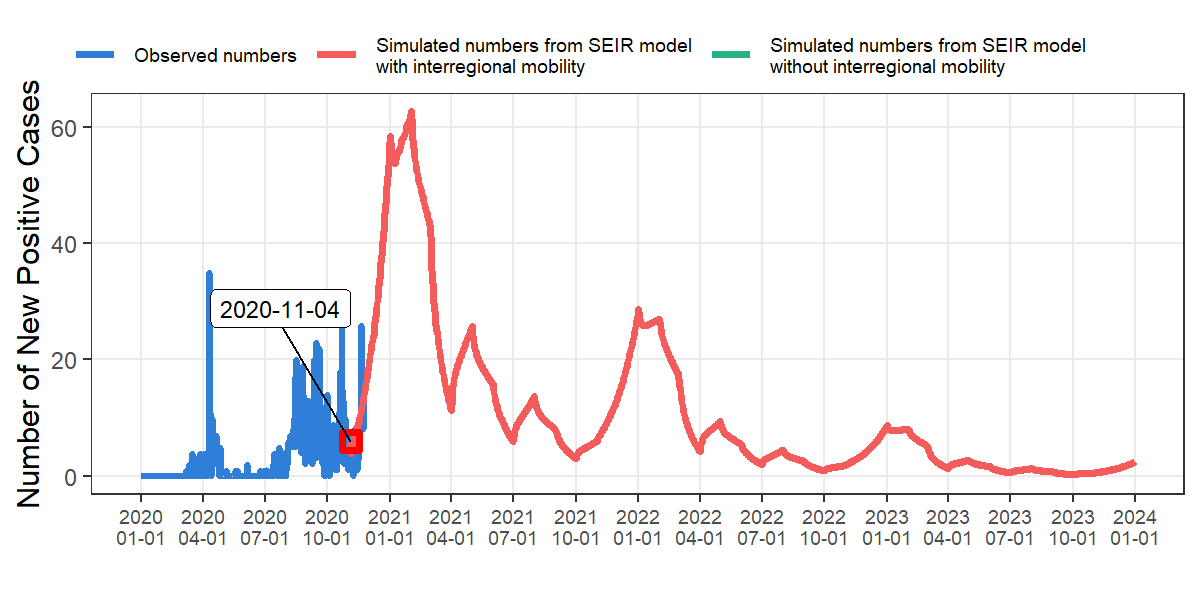 Observed numbers
Simulated numbers from SEIR model
with interregional mobility
Simulated numbers from SEIR model
without interregional mobility
Number of New Positive Cases
60
40
20
0
2020-11-04
2020 2020 2020 2020 2021 2021 2021 2021 2022 2022 2022 2022 2023 2023 2023 2023 2024
01-01 04-01 07-01 10-01 01-01 04-01 07-01 10-01 01-01 04-01 07-01 10-01 01-01 04-01 07-01 10-01 01-01